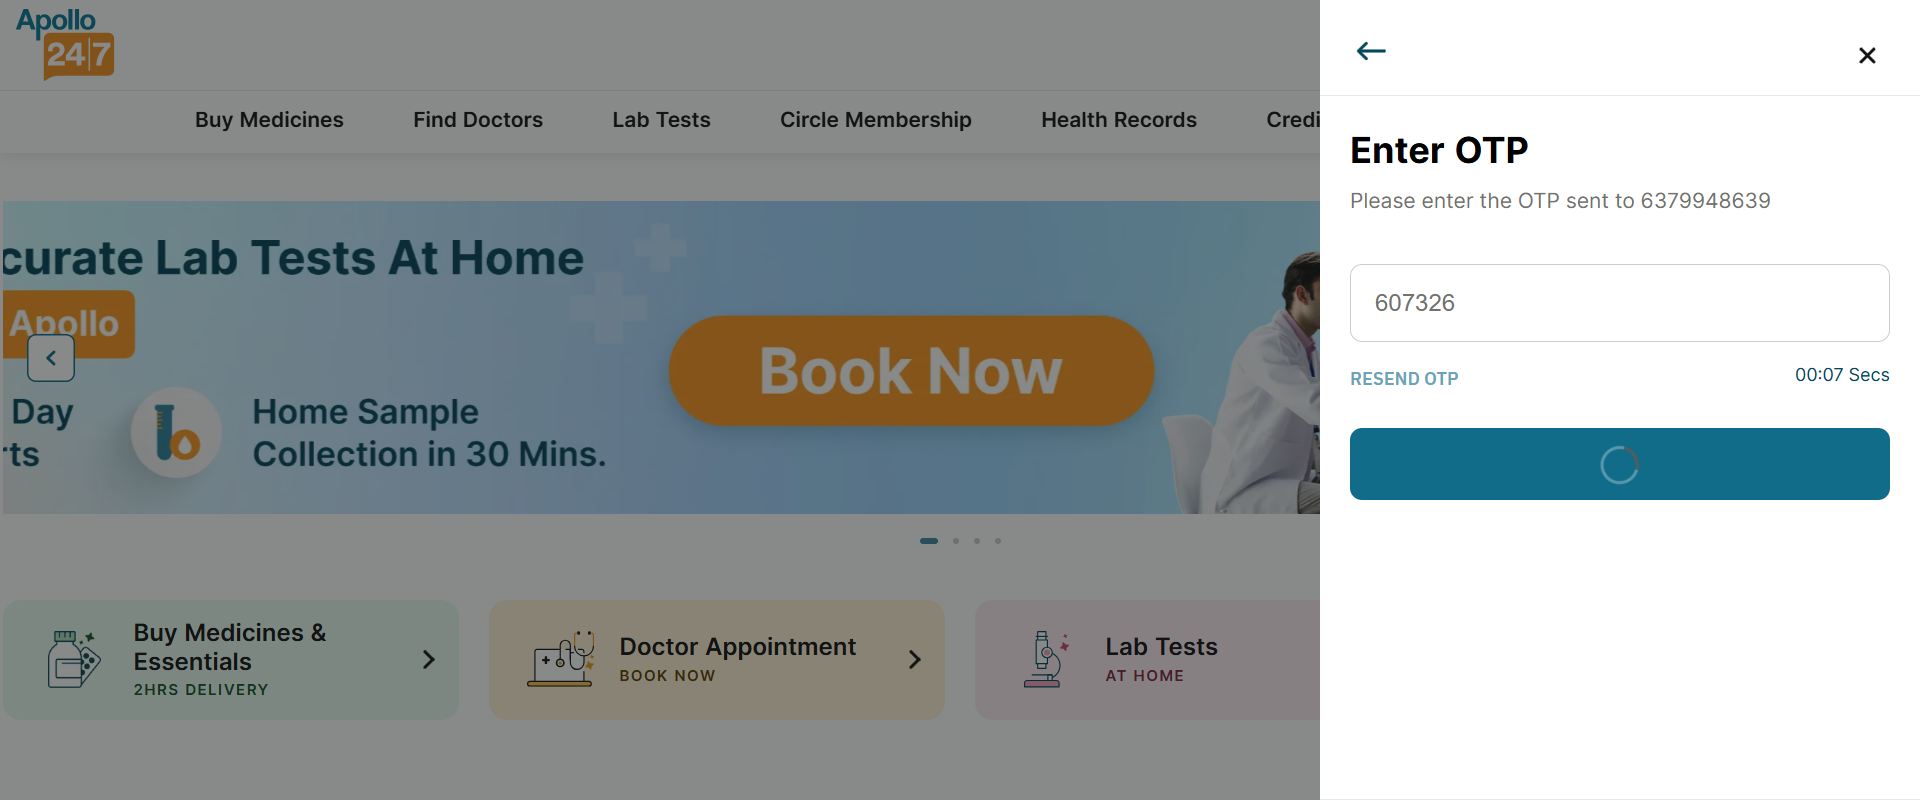 Apollo
24|7
Buy Medicines
Find Doctors
Lab Tests
Circle Membership
Health Records
Credi
curate Lab Tests At Home
Apollo
Day
rts
Home Sample
Collection in 30 Mins.
Book Now
Buy Medicines &
Essentials
2HRS DELIVERY
Doctor Appointment
BOOK NOW
Lab Tests
AT HOME
Enter OTP
Please enter the OTP sent to 6379948639
607326
RESEND OTP
00:07 Secs